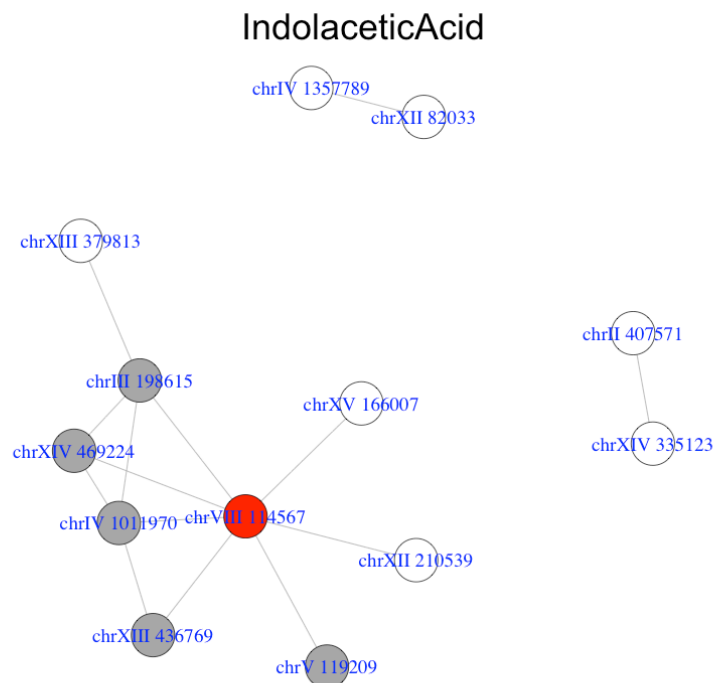 IndolaceticAcid
chrIV 1357789
chrXII 82033
chrXIII 379813
chrII 407571
chrIII 198615
chrXV 166007
chrXIV 335123
chrXIV 469224
chrIV 1011970
chrVIII 114567
chrXII 210539
chrXIII 436769
chrV 119209